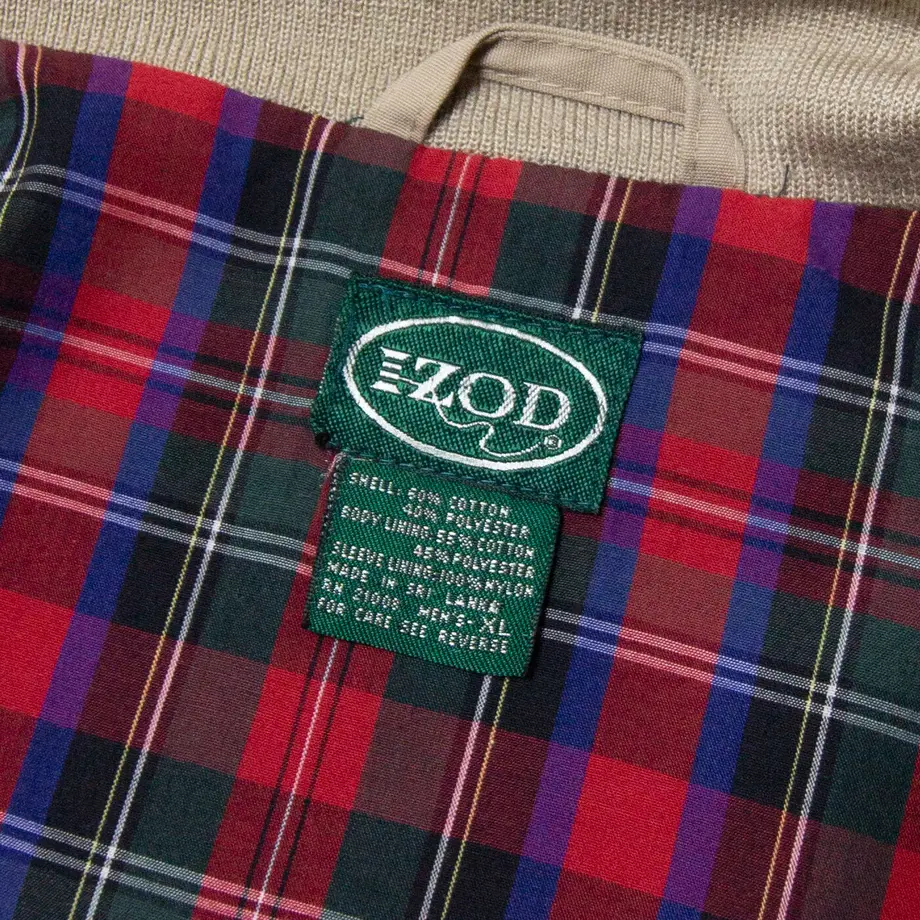 IZOD
®
SHELL: 60% COTTON
40% POLYESTER
BODY LINING: 55% COTTON
45% POLYESTER
SLEEVE LINING: 100% NYLON
MADE IN SRI LANKA
RN 21009 MEN'S- XL
FOR CARE SEE REVERSE